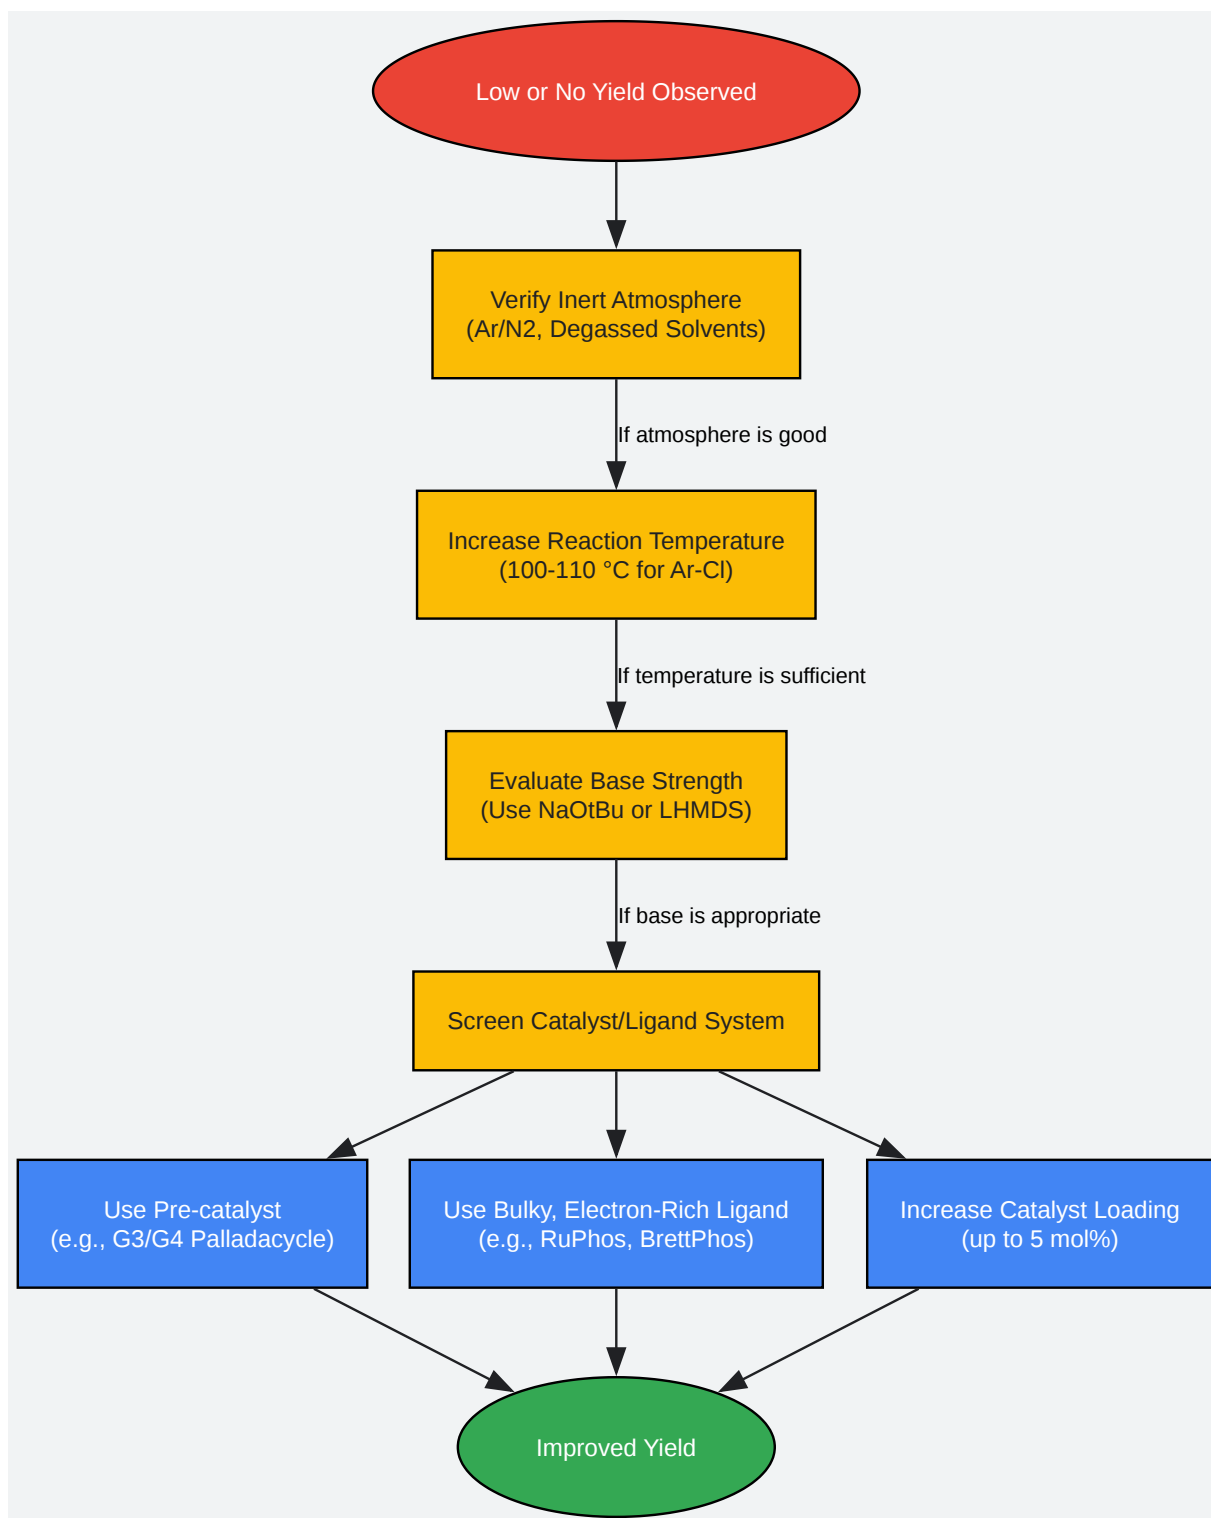 Low or No Yield Observed
Verify Inert Atmosphere
(Ar/N2, Degassed Solvents)
If atmosphere is good
Increase Reaction Temperature
(100-110 °C for Ar-Cl)
If temperature is sufficient
Evaluate Base Strength
(Use NaOtBu or LHMDS)
If base is appropriate
Screen Catalyst/Ligand System
Use Pre-catalyst
(e.g., G3/G4 Palladacycle)
Use Bulky, Electron-Rich Ligand
(e.g., RuPhos, BrettPhos)
Increase Catalyst Loading
(up to 5 mol%)
Improved Yield